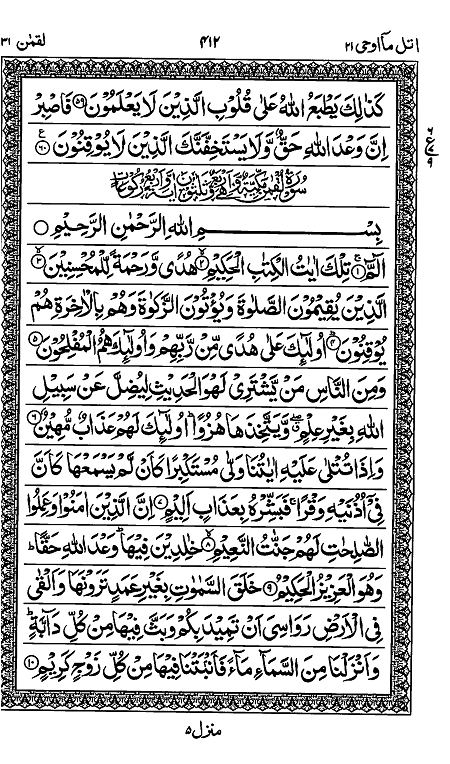 اتل مآ اوحی ۲۱ ۴۱۲ لقمٰن ۳۱
كَذٰلِكَ يَطْبَعُ اللّٰهُ عَلٰى قُلُوْبِ الَّذِيْنَ لَا يَعْلَمُوْنَ ۵۹ فَاصْبِرْ
اِنَّ وَعْدَ اللّٰهِ حَقٌّ وَّلَا يَسْتَخِفَّنَّكَ الَّذِيْنَ لَا يُوْقِنُوْنَ ۶۰
بِسْمِ اللّٰهِ الرَّحْمٰنِ الرَّحِيْمِ
الٓمّٓ ۱ تِلْكَ اٰيٰتُ الْكِتٰبِ الْحَكِيْمِ ۲ هُدًى وَّرَحْمَةً لِّلْمُحْسِنِيْنَ ۳
الَّذِيْنَ يُقِيْمُوْنَ الصَّلٰوةَ وَيُؤْتُوْنَ الزَّكٰوةَ وَهُمْ بِالْاٰخِرَةِ هُمْ
يُوْقِنُوْنَ ۴ اُولٰٓئِكَ عَلٰى هُدًى مِّنْ رَّبِّهِمْ وَاُولٰٓئِكَ هُمُ الْمُفْلِحُوْنَ ۵
وَمِنَ النَّاسِ مَنْ يَّشْتَرِىْ لَهْوَ الْحَدِيْثِ لِيُضِلَّ عَنْ سَبِيْلِ
اللّٰهِ بِغَيْرِ عِلْمٍ وَّيَتَّخِذَهَا هُزُوًا اُولٰٓئِكَ لَهُمْ عَذَابٌ مُّهِيْنٌ ۶
وَاِذَا تُتْلٰى عَلَيْهِ اٰيٰتُنَا وَلّٰى مُسْتَكْبِرًا كَاَنْ لَّمْ يَسْمَعْهَا كَاَنَّ
فِىْٓ اُذُنَيْهِ وَقْرًا فَبَشِّرْهُ بِعَذَابٍ اَلِيْمٍ ۷ اِنَّ الَّذِيْنَ اٰمَنُوْا وَعَمِلُوا
الصّٰلِحٰتِ لَهُمْ جَنّٰتُ النَّعِيْمِ ۸ خٰلِدِيْنَ فِيْهَا وَعْدَ اللّٰهِ حَقًّا ط
وَهُوَ الْعَزِيْزُ الْحَكِيْمُ ۹ خَلَقَ السَّمٰوٰتِ بِغَيْرِ عَمَدٍ تَرَوْنَهَا وَاَلْقٰى
فِى الْاَرْضِ رَوَاسِىَ اَنْ تَمِيْدَ بِكُمْ وَبَثَّ فِيْهَا مِنْ كُلِّ دَآبَّةٍ ط
وَاَنْزَلْنَا مِنَ السَّمَآءِ مَآءً فَاَنْۢبَتْنَا فِيْهَا مِنْ كُلِّ زَوْجٍ كَرِيْمٍ ۱۰
منزل ۵